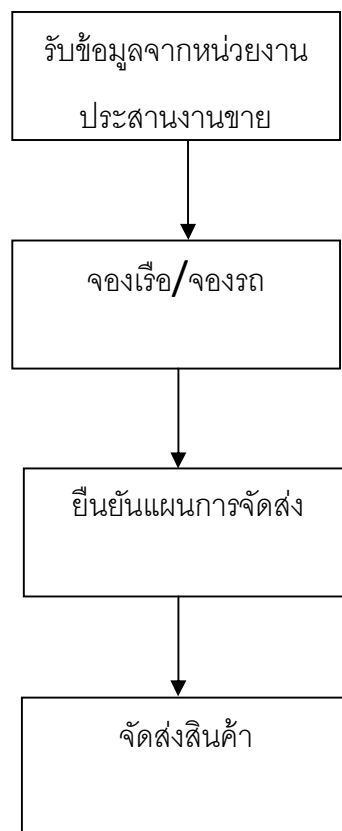 รับข้อมูลจากหน่วยงาน
ประสานงานขาย
จองเรือ/จองรถ
ยืนยันแผนการจัดส่ง
จัดส่งสินค้า